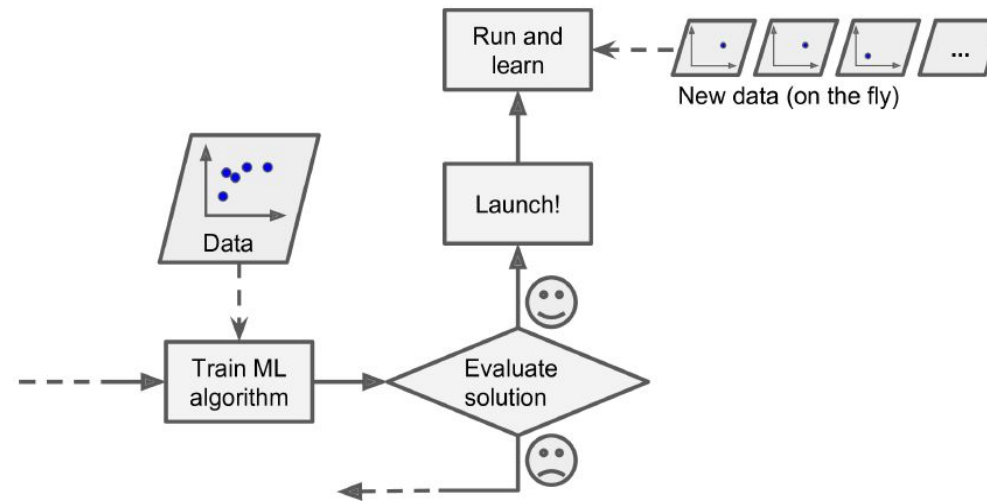 Run and
learn
...
New data (on the fly)
Launch!
Data
Train ML
algorithm
Evaluate
solution